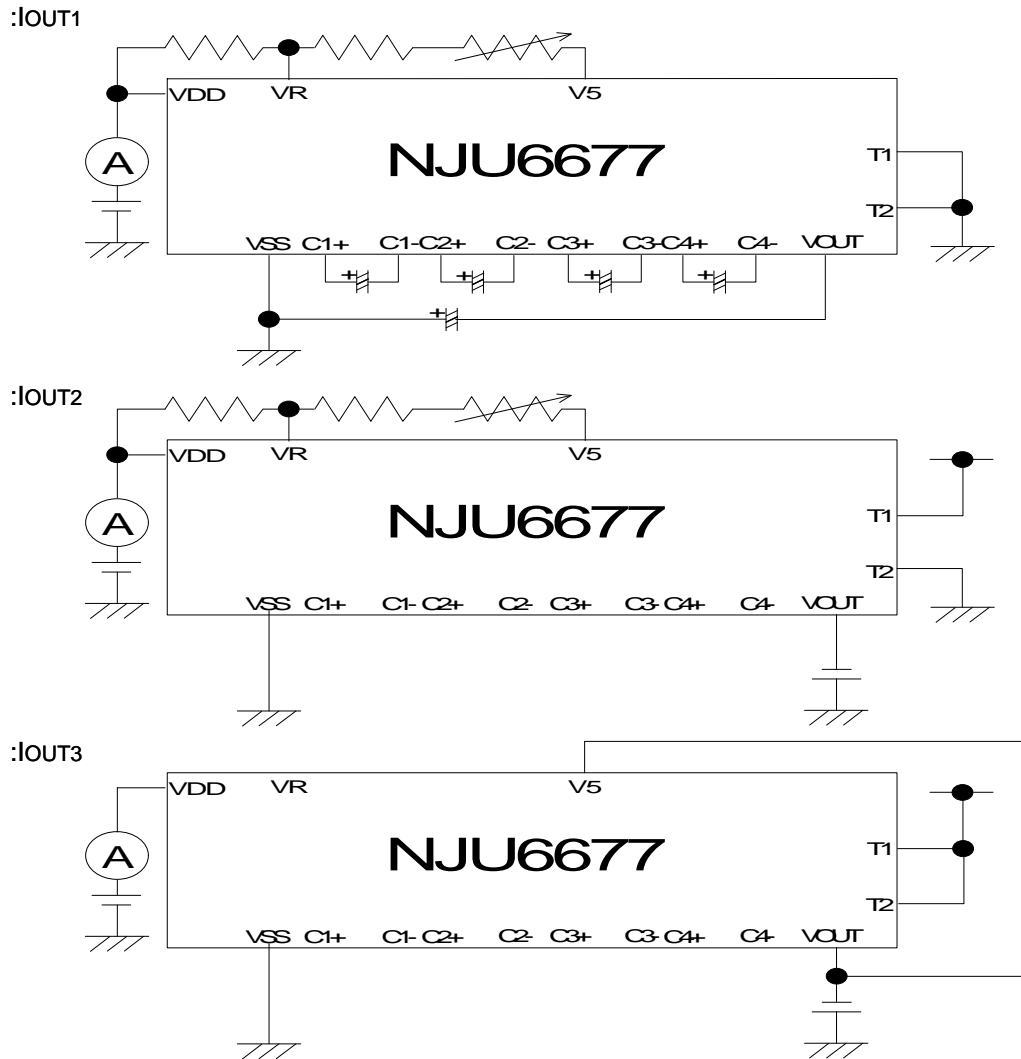 :IOUT1
VDD VR V5
A
NJU6677
T1
T2
VSS C1+ C1- C2+ C2- C3+ C3- C4+ C4- VOUT
+ + + +
+
:IOUT2
VDD VR V5
A
NJU6677
T1
T2
VSS C1+ C1- C2+ C2- C3+ C3- C4+ C4- VOUT
:IOUT3
VDD VR V5
A
NJU6677
T1
T2
VSS C1+ C1- C2+ C2- C3+ C3- C4+ C4- VOUT